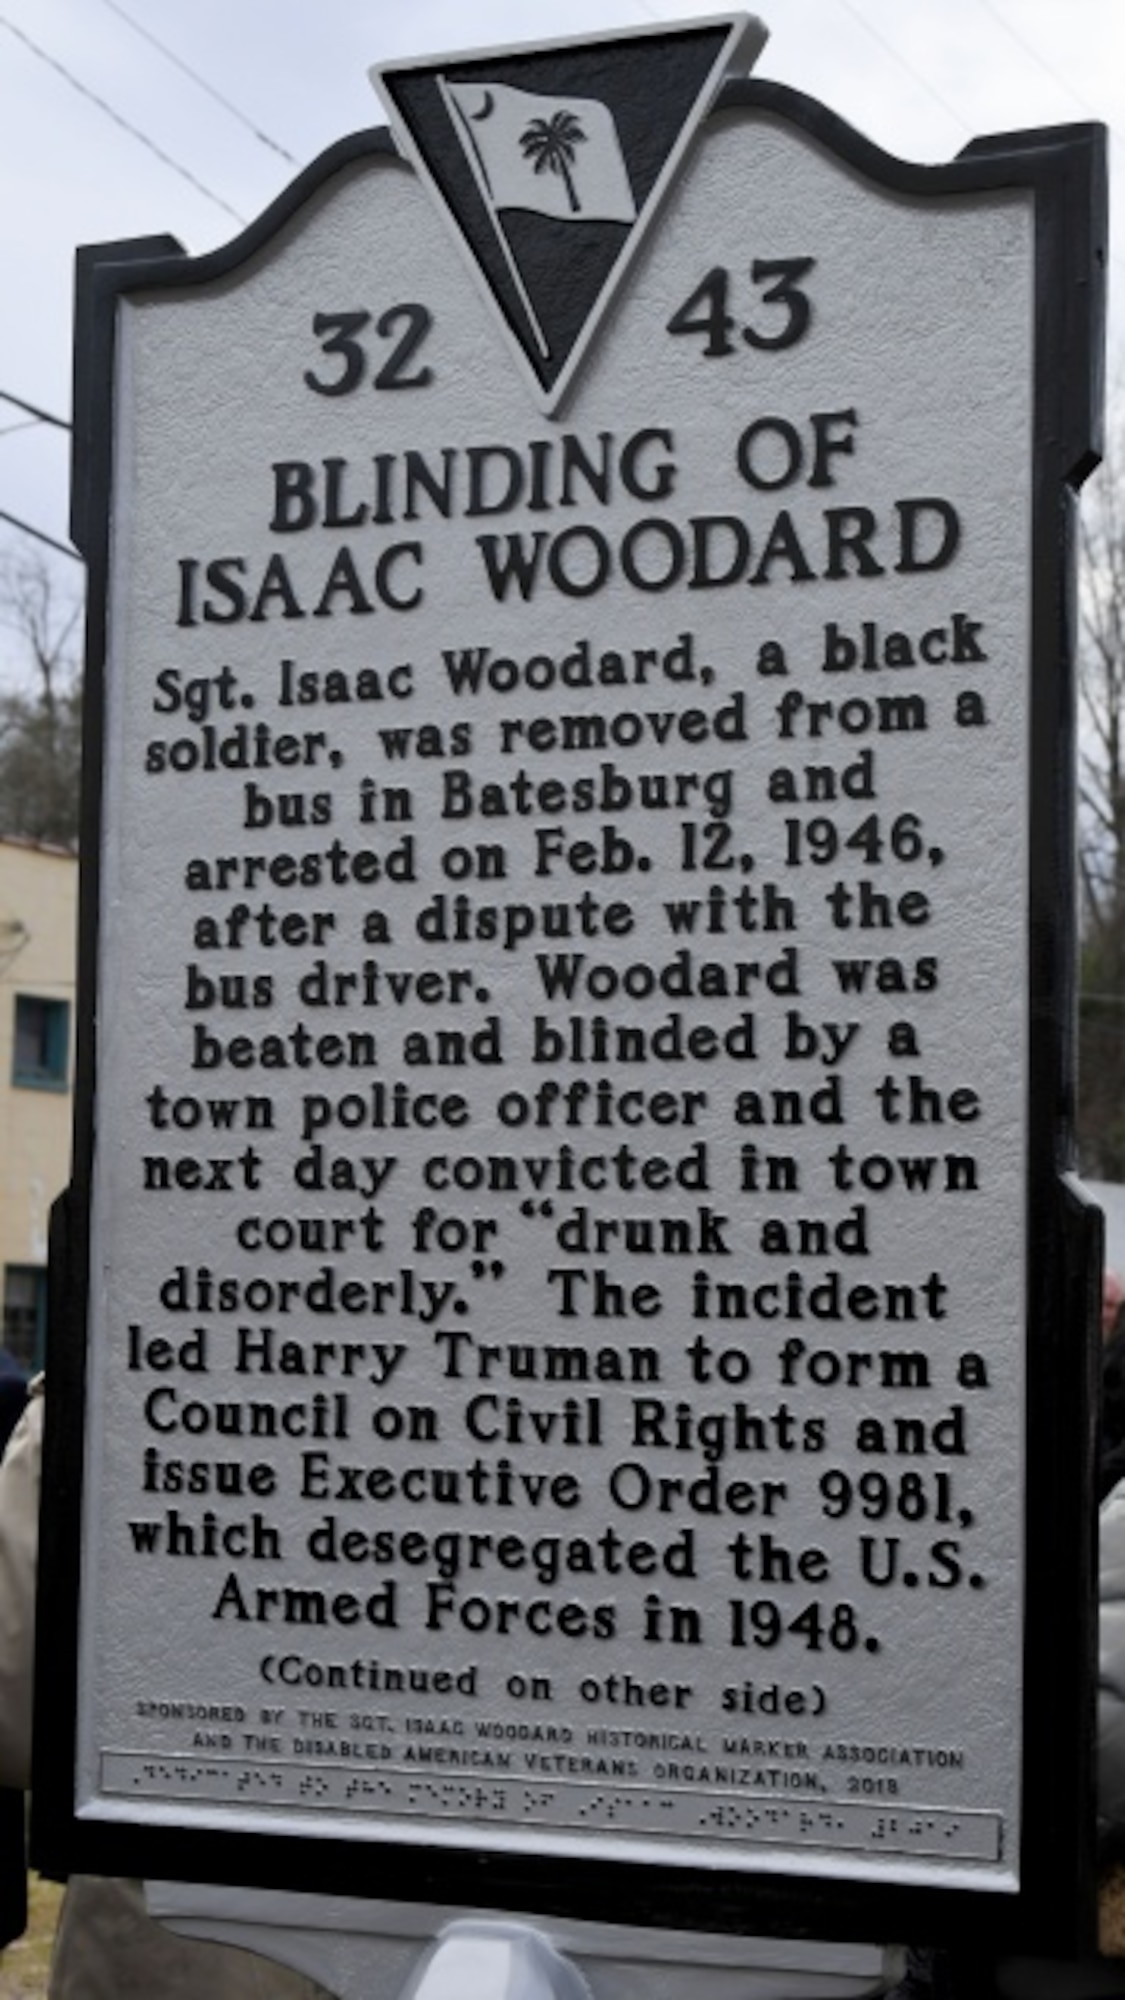 32 43
BLINDING OF
ISAAC WOODARD
Sgt. Isaac Woodard, a black
soldier, was removed from a
bus in Batesburg and
arrested on Feb. 12, 1946,
after a dispute with the
bus driver. Woodard was
beaten and blinded by a
town police officer and the
next day convicted in town
court for “drunk and
disorderly.” The incident
led Harry Truman to form a
Council on Civil Rights and
issue Executive Order 9981,
which desegregated the U.S.
Armed Forces in 1948.
(Continued on other side)
SPONSORED BY THE SGT. ISAAC WOODARD HISTORICAL MARKER ASSOCIATION
AND THE DISABLED AMERICAN VETERANS ORGANIZATION, 2018